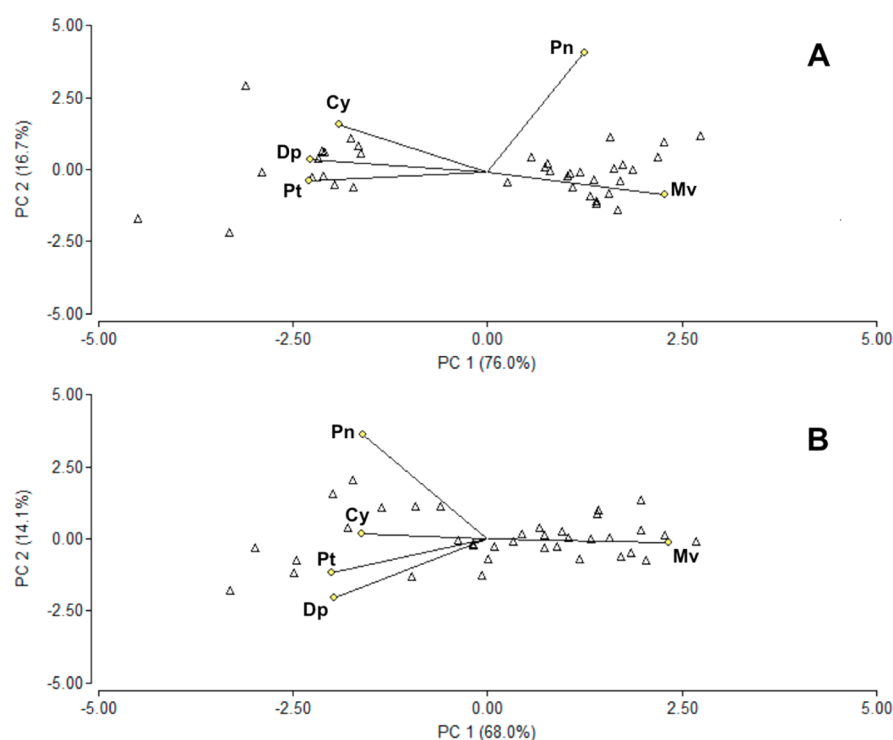 5.00
Pn
A
2.50
Cy
Dp
0.00
Pt
Mv
-2.50
-5.00
-5.00 -2.50 0.00 2.50 5.00
PC 1 (76.0%)
PC 2 (16.7%)
5.00
Pn
B
2.50
Cy
0.00
Pt
Mv
Dp
-2.50
-5.00
-5.00 -2.50 0.00 2.50 5.00
PC 1 (68.0%)
PC 2 (14.1%)